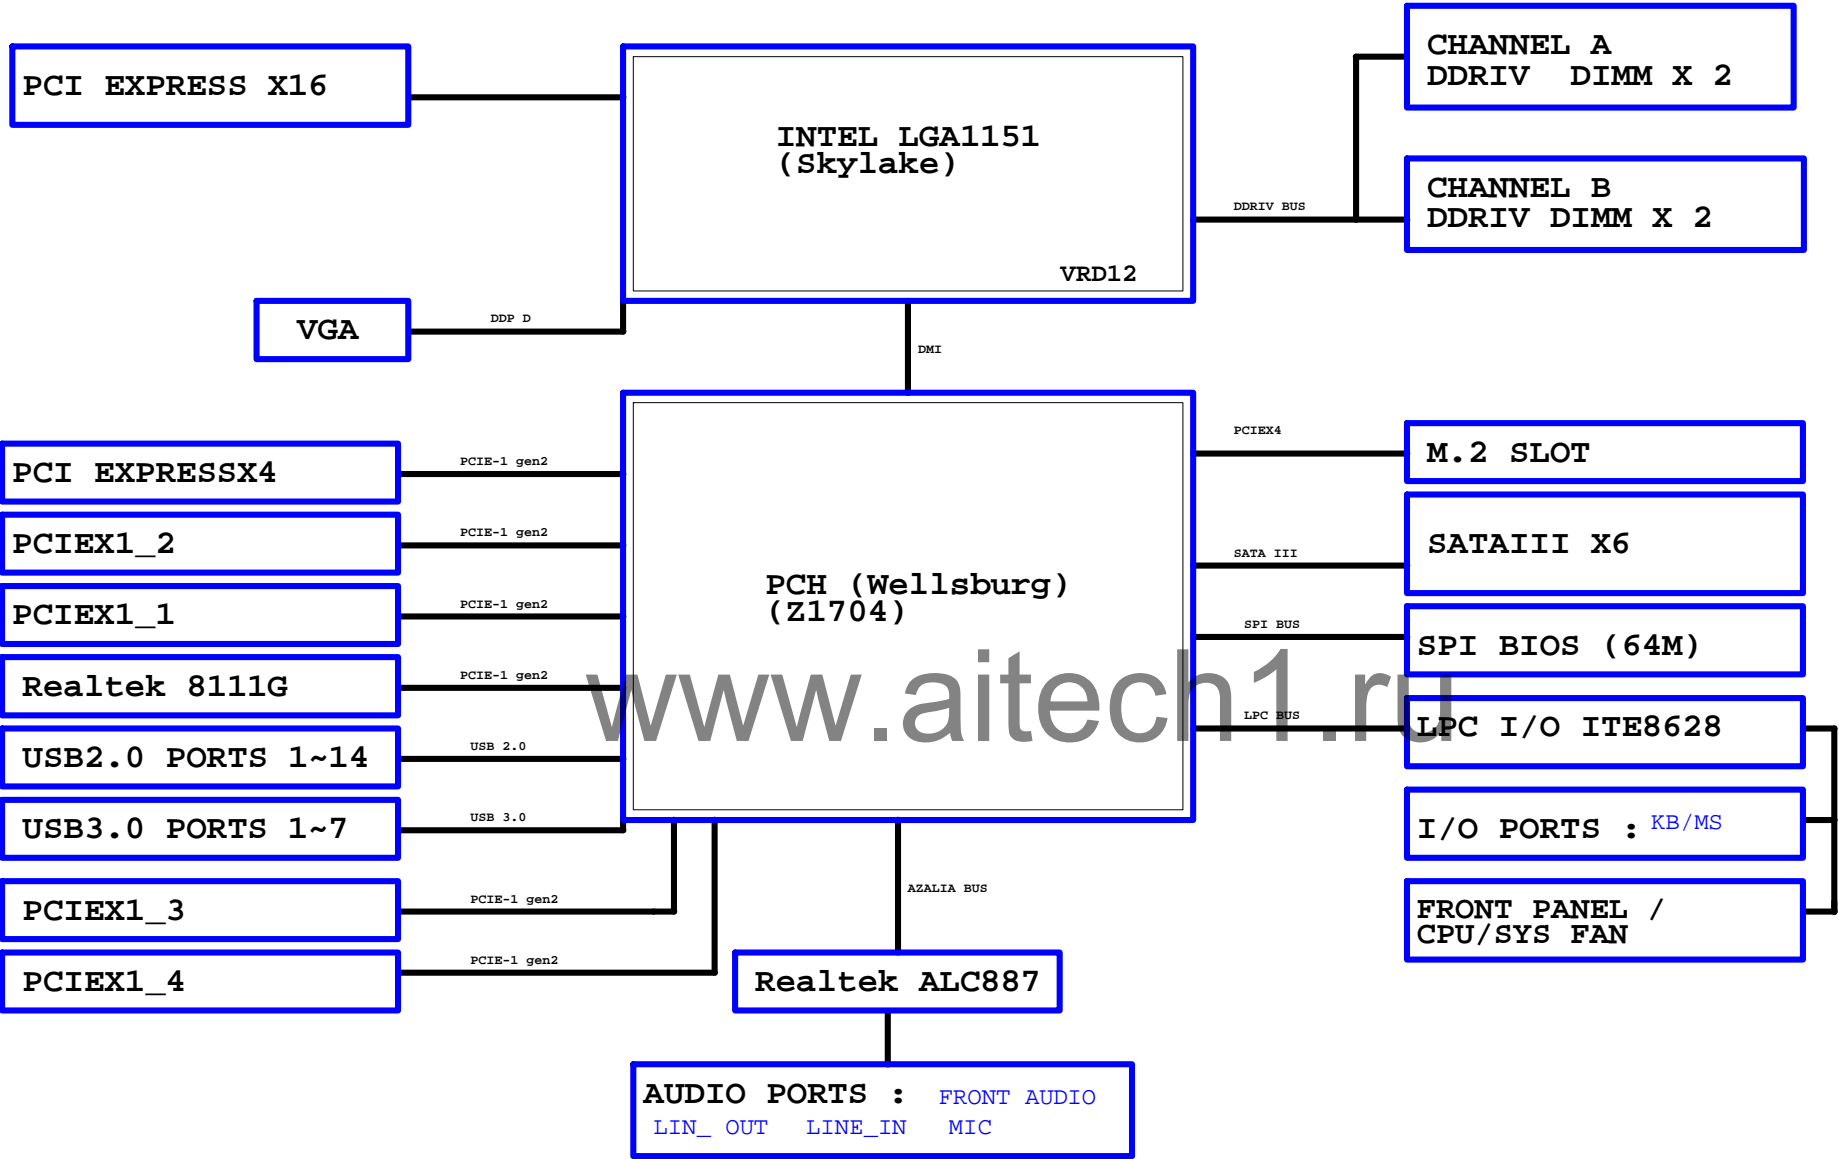 PCI EXPRESS X16
INTEL LGA1151
(Skylake)
VRD12
CHANNEL A
DDRIV DIMM X 2
CHANNEL B
DDRIV DIMM X 2
DDRIV BUS
VGA
DDP D
DMI
PCI EXPRESSX4
PCIE-1 gen2
PCIEX1_2
PCIE-1 gen2
PCIEX1_1
PCIE-1 gen2
Realtek 8111G
PCIE-1 gen2
USB2.0 PORTS 1~14
USB 2.0
USB3.0 PORTS 1~7
USB 3.0
PCIEX1_3
PCIE-1 gen2
PCIEX1_4
PCIE-1 gen2
PCH (Wellsburg)
(Z1704)
www.aitech1.ru
PCIEX4
M.2 SLOT
SATA III
SATAIII X6
SPI BUS
SPI BIOS (64M)
LPC BUS
LPC I/O ITE8628
I/O PORTS : KB/MS
FRONT PANEL /
CPU/SYS FAN
AZALIA BUS
Realtek ALC887
AUDIO PORTS : FRONT AUDIO
LIN_ OUT LINE_IN MIC